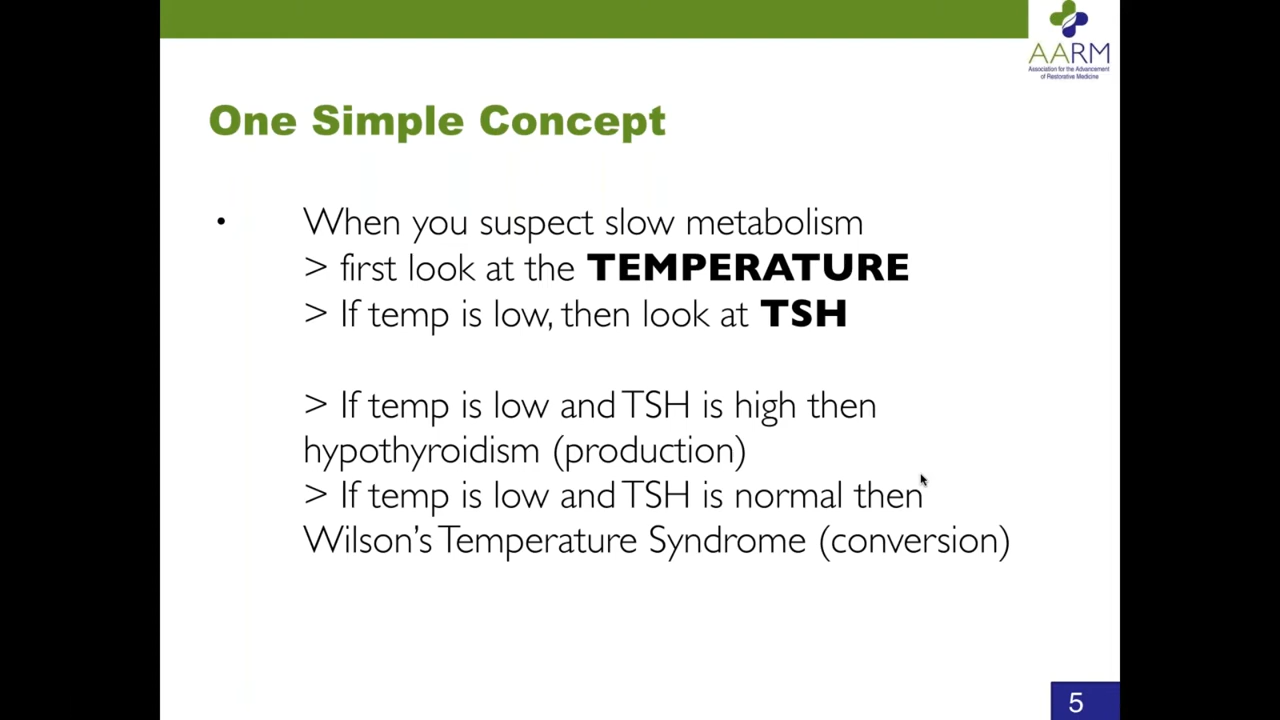 AARM
Association for the Advancement
of Restorative Medicine
One Simple Concept
• When you suspect slow metabolism
> first look at the TEMPERATURE
> If temp is low, then look at TSH
> If temp is low and TSH is high then
hypothyroidism (production)
> If temp is low and TSH is normal then
Wilson's Temperature Syndrome (conversion)
5